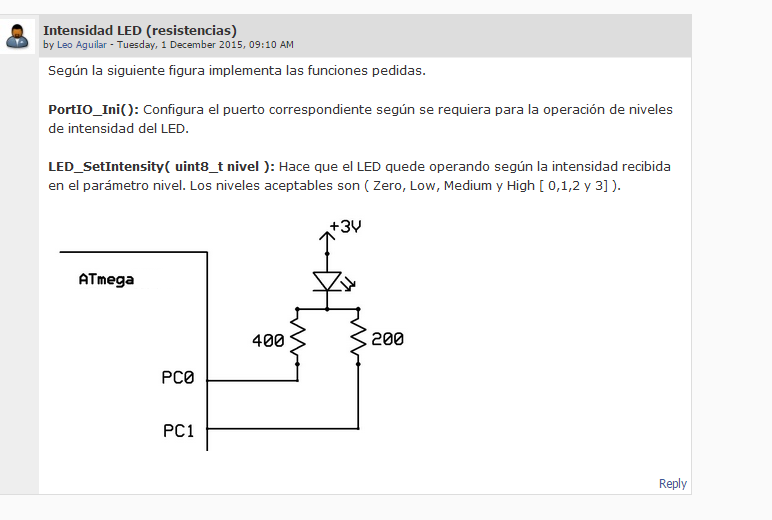 Intensidad LED (resistencias)
by Leo Aguilar - Tuesday, 1 December 2015, 09:10 AM
Según la siguiente figura implementa las funciones pedidas.
PortIO_Ini(): Configura el puerto correspondiente según se requiera para la operación de niveles
de intensidad del LED.
LED_SetIntensity( uint8_t nivel ): Hace que el LED quede operando según la intensidad recibida
en el parámetro nivel. Los niveles aceptables son ( Zero, Low, Medium y High [ 0,1,2 y 3] ).
+3V
ATmega
400
200
PC0
PC1
Reply